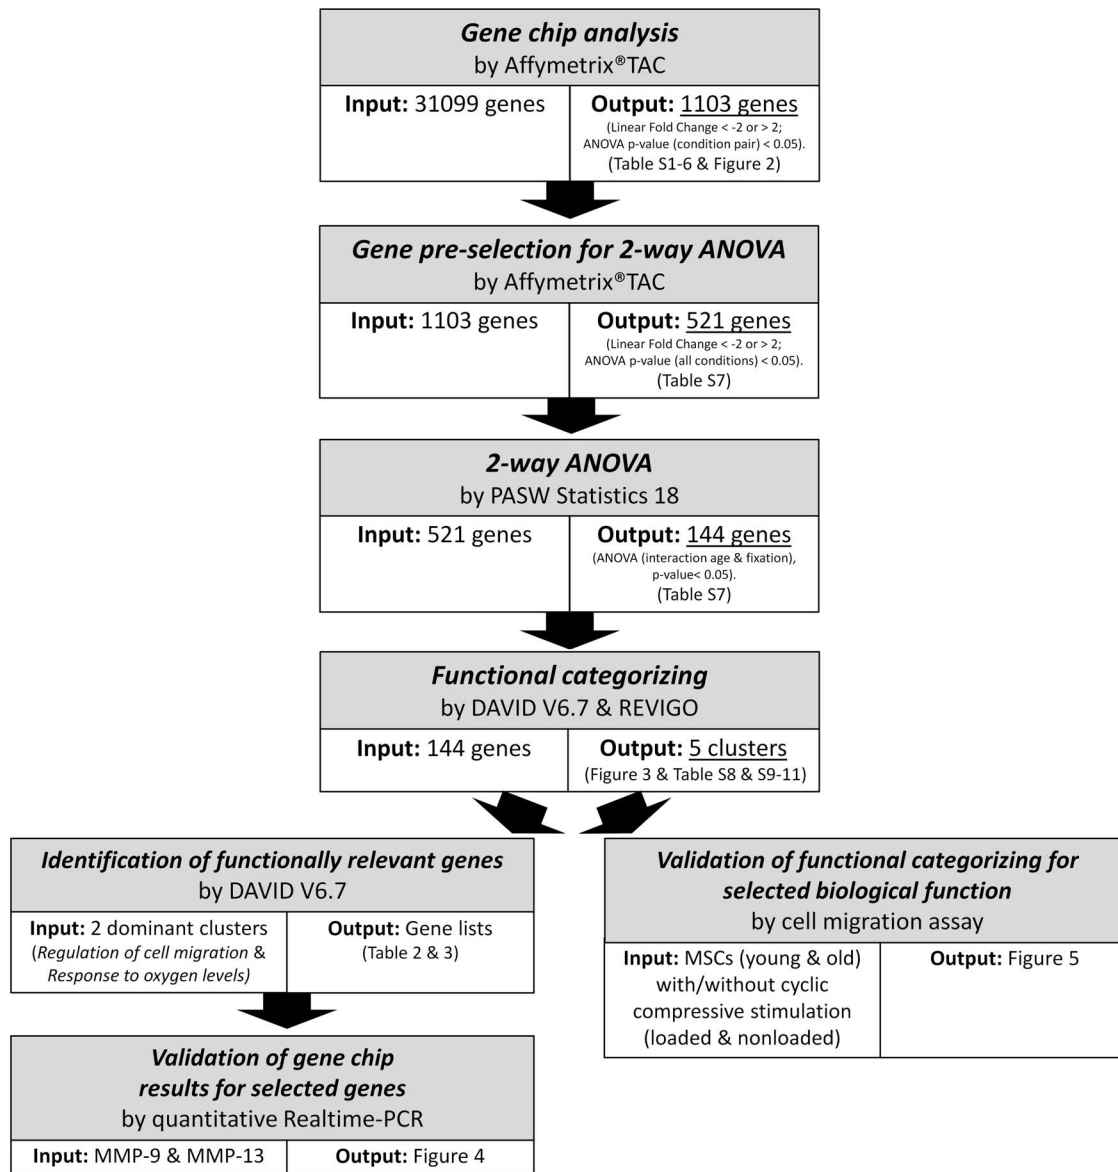 Gene chip analysis
by Affymetrix®TAC
Input: 31099 genes
Output: 1103 genes
(Linear Fold Change < -2 or > 2;
ANOVA p-value (condition pair) < 0.05).
(Table S1-6 & Figure 2)
Gene pre-selection for 2-way ANOVA
by Affymetrix®TAC
Input: 1103 genes
Output: 521 genes
(Linear Fold Change < -2 or > 2;
ANOVA p-value (all conditions) < 0.05).
(Table S7)
2-way ANOVA
by PASW Statistics 18
Input: 521 genes
Output: 144 genes
(ANOVA (interaction age & fixation),
p-value< 0.05).
(Table S7)
Functional categorizing
by DAVID V6.7 & REVIGO
Input: 144 genes
Output: 5 clusters
(Figure 3 & Table S8 & S9-11)
Identification of functionally relevant genes
by DAVID V6.7
Input: 2 dominant clusters
(Regulation of cell migration &
Response to oxygen levels)
Output: Gene lists
(Table 2 & 3)
Validation of gene chip
results for selected genes
by quantitative Realtime-PCR
Input: MMP-9 & MMP-13
Output: Figure 4
Validation of functional categorizing for
selected biological function
by cell migration assay
Input: MSCs (young & old)
with/without cyclic
compressive stimulation
(loaded & nonloaded)
Output: Figure 5